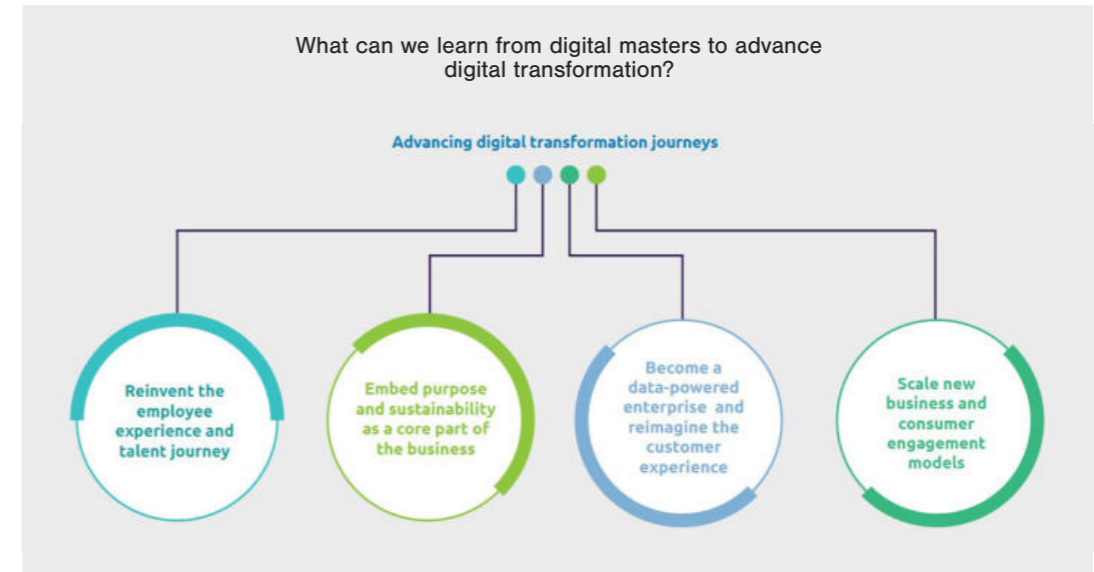 What can we learn from digital masters to advance
digital transformation?
Advancing digital transformation journeys
Reinvent the
employee
experience and
talent journey
Embed purpose
and sustainability
as a core part of
the business
Become a
data-powered
enterprise and
reimagine the
customer
experience
Scale new
business and
consumer
engagement
models